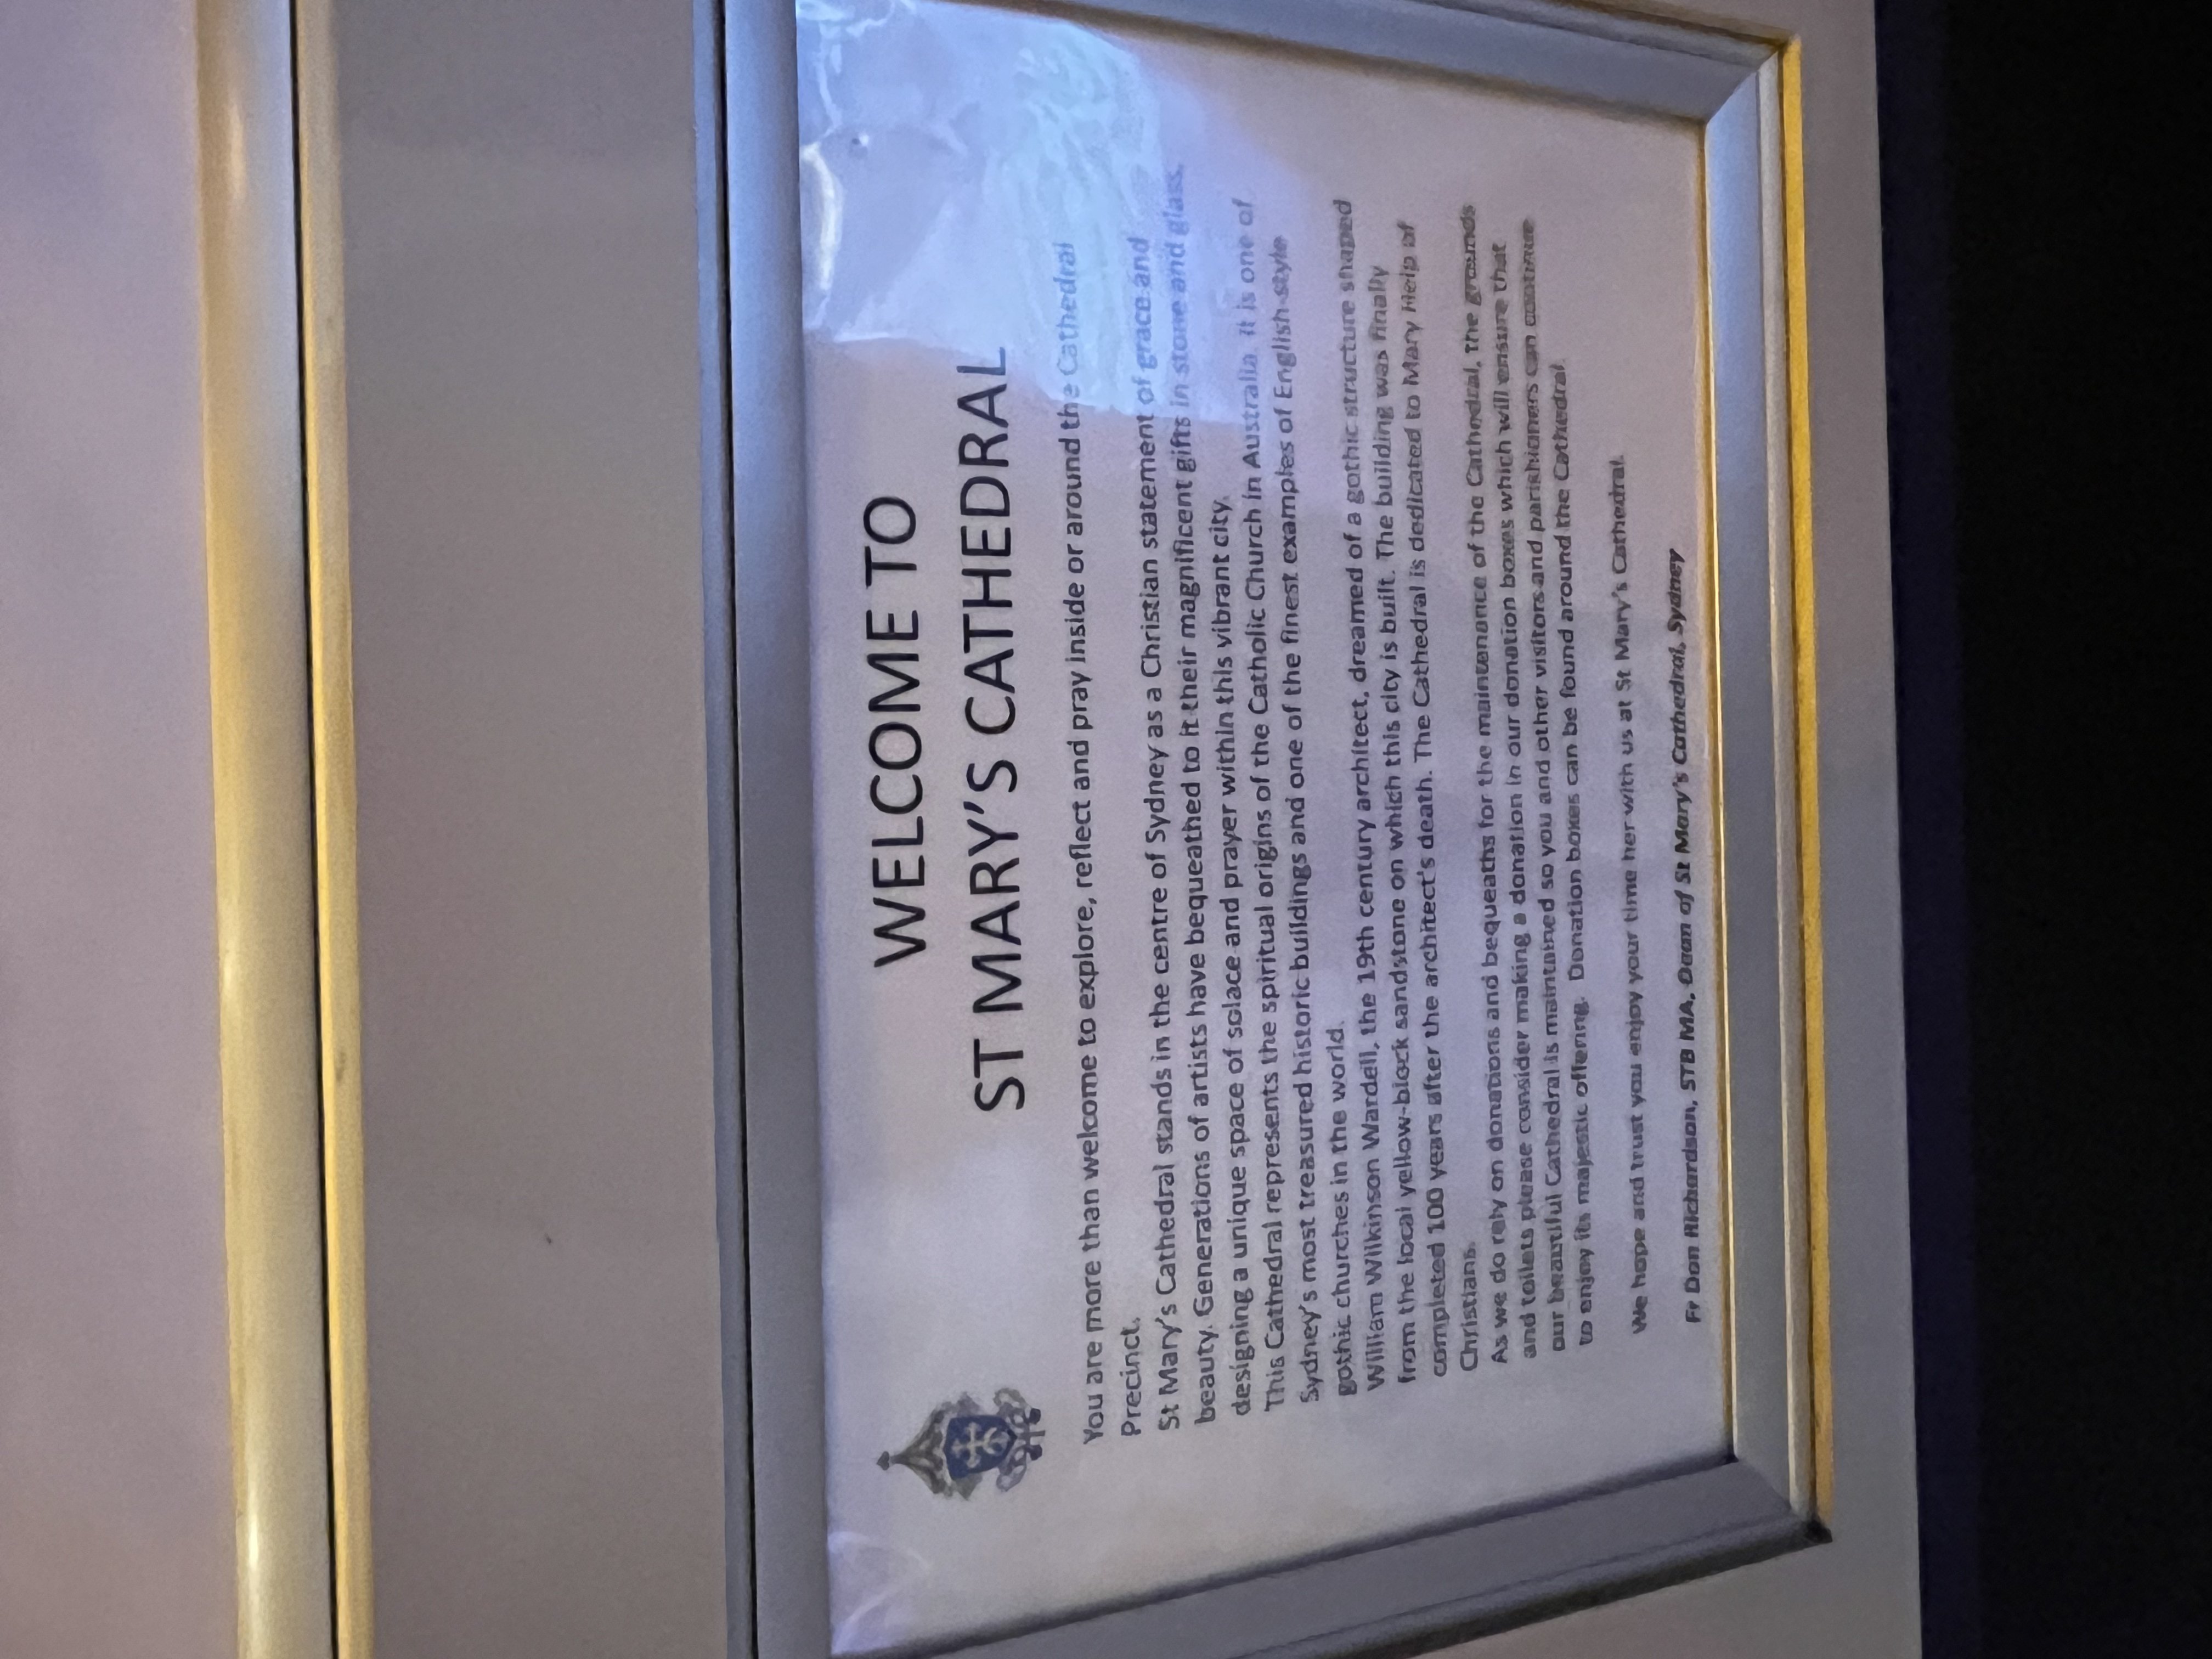 WELCOME TO
ST MARY'S CATHEDRAL
You are more than welcome to explore, reflect and pray inside or around the Cathedral
Precinct.
St Mary's Cathedral stands in the centre of Sydney as a Christian statement of grace and
beauty. Generations of artists have bequeathed to it their magnificent gifts in stone and glass,
designing a unique space of solace and prayer within this vibrant city.
This Cathedral represents the spiritual origins of the Catholic Church in Australia. It is one of
Sydney's most treasured historic buildings and one of the finest examples of English-style
gothic churches in the world.
William Wilkinson Wardell, the 19th century architect, dreamed of a gothic structure shaped
from the local yellow-block sandstone on which this city is built. The building was finally
completed 100 years after the architect's death. The Cathedral is dedicated to Mary Help of
Christians.
As we do rely on donations and bequeaths for the maintenance of the Cathedral, the grounds
and toilets please consider making a donation in our donation boxes which will ensure that
our beautiful Cathedral is maintained so you and other visitors and parishioners can continue
to enjoy its majestic offering. Donation boxes can be found around the Cathedral.
We hope and trust you enjoy your time her with us at St Mary's Cathedral.
Fr Don Richardson, STB MA, Dean of St Mary's Cathedral, Sydney